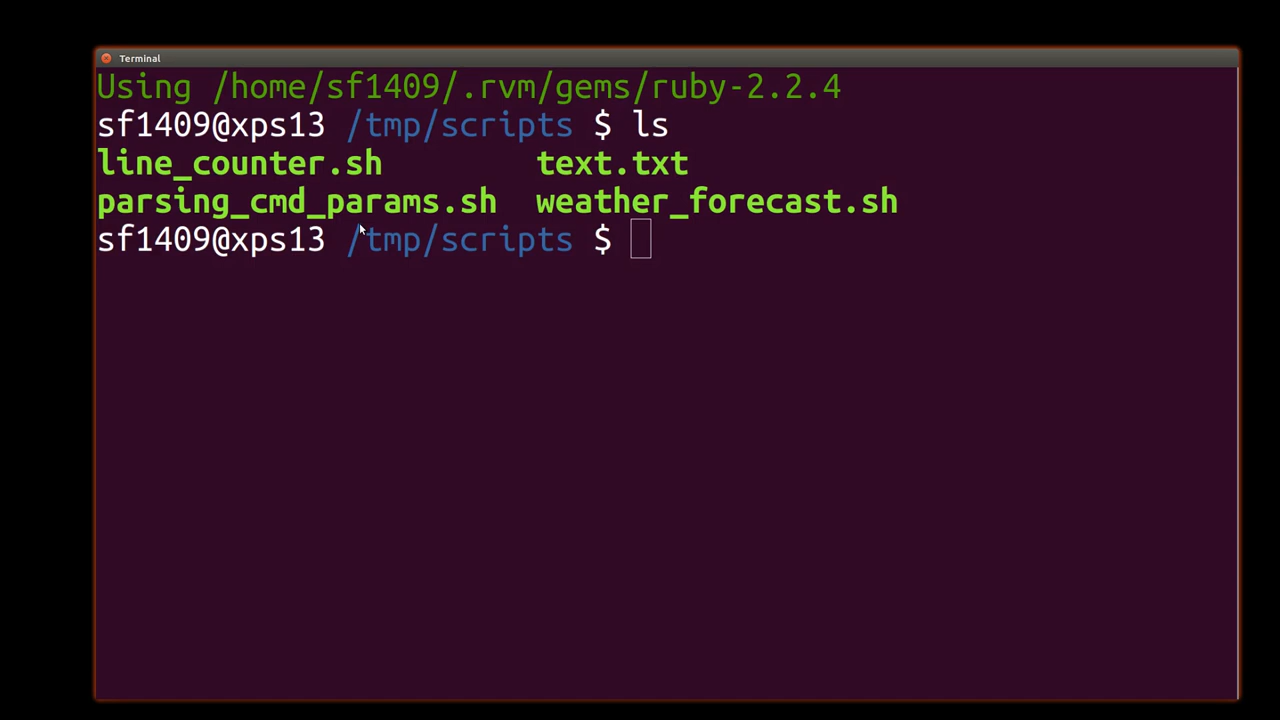 Terminal
Using /home/sf1409/.rvm/gems/ruby-2.2.4
sf1409@xps13 /tmp/scripts $ ls
line_counter.sh text.txt
parsing_cmd_params.sh weather_forecast.sh
sf1409@xps13 /tmp/scripts $